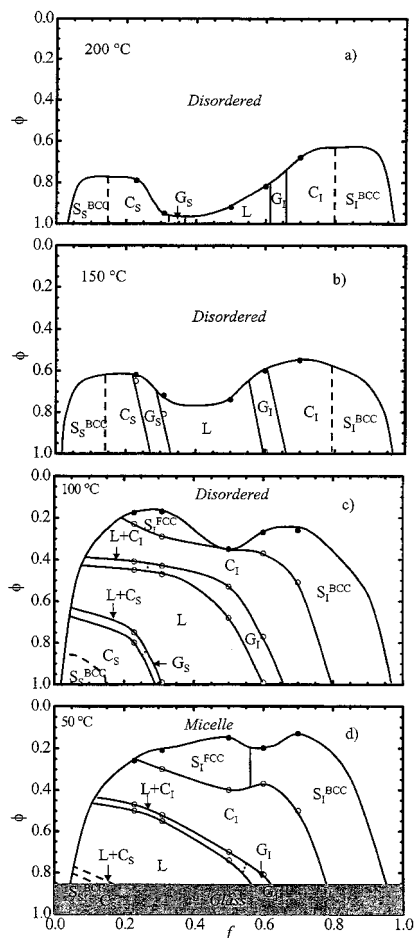 0.0
200 °C
a)
0.2
Disordered
0.4
ϕ
0.6
0.8
S_S^BCC
C_S
G_S
L
G_I
C_I
S_I^BCC
1.0
0.0
150 °C
b)
0.2
Disordered
0.4
ϕ
0.6
0.8
S_S^BCC
C_S
G_S
L
G_I
C_I
S_I^BCC
1.0
0.0
100 °C
Disordered
c)
0.2
S_I^FCC
L+C_I
C_I
0.4
ϕ
S_I^BCC
0.6
L+C_S
L
G_I
0.8
C_S
G_S
S_S^BCC
1.0
0.0
50 °C
Micelle
d)
0.2
S_I^FCC
S_I^BCC
0.4
L+C_I
C_I
ϕ
0.6
G_I
L+C_S
L
0.8
1.0
0.0 0.2 0.4 0.6 0.8 1.0
f